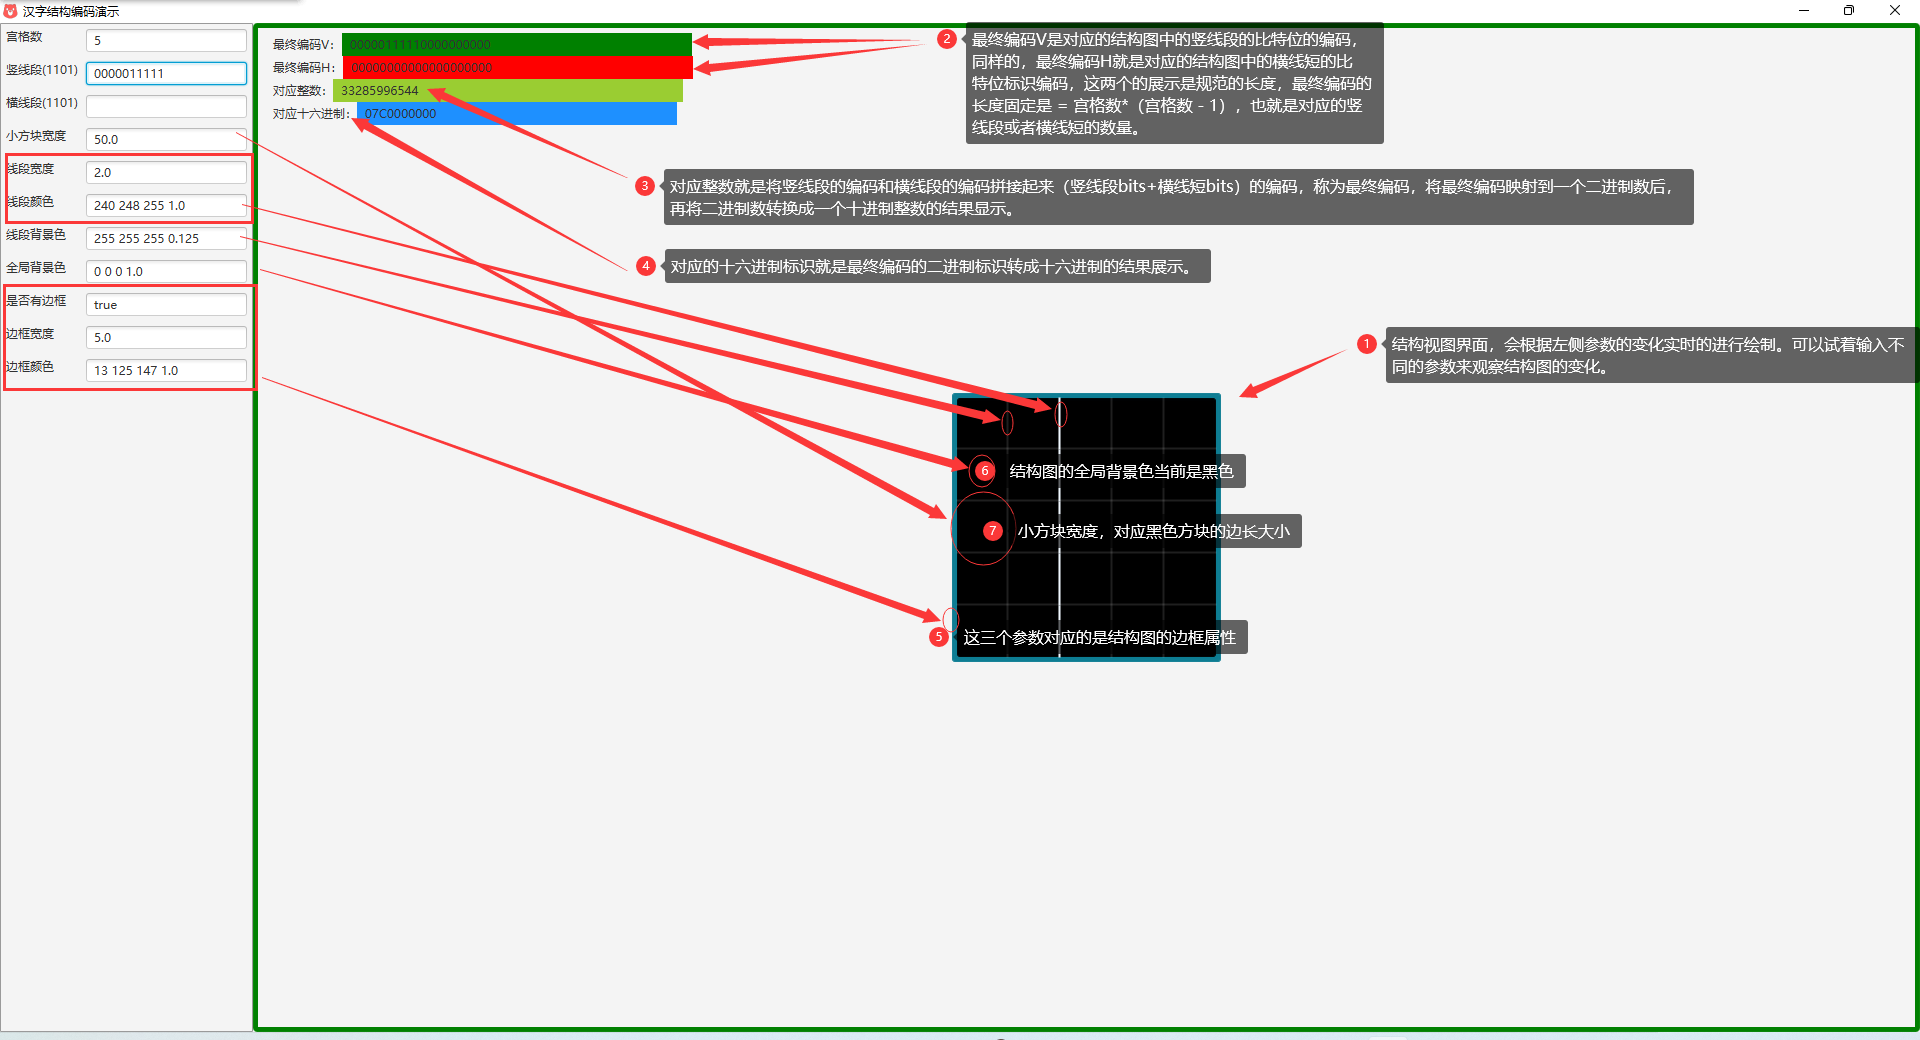 汉字结构编码演示
宫格数
5
竖线段(1101)
0000011111
横线段(1101)
小方块宽度
50.0
线段宽度
2.0
线段颜色
240 248 255 1.0
线段背景色
255 255 255 0.125
全局背景色
0 0 0 1.0
是否有边框
true
边框宽度
5.0
边框颜色
13 125 147 1.0
最终编码V：
00000111110000000000
最终编码H：
00000000000000000000
对应整数：
33285996544
对应十六进制：
07C0000000
2
最终编码V是对应的结构图中的竖线段的比特位的编码，
同样的，最终编码H就是对应的结构图中的横线短的比
特位标识编码，这两个的展示是规范的长度，最终编码的
长度固定是 = 宫格数*（宫格数 - 1），也就是对应的竖
线段或者横线短的数量。
3
对应整数就是将竖线段的编码和横线段的编码拼接起来（竖线段bits+横线短bits）的编码，称为最终编码，将最终编码映射到一个二进制数后，
再将二进制数转换成一个十进制整数的结果显示。
4
对应的十六进制标识就是最终编码的二进制标识转成十六进制的结果展示。
1
结构视图界面，会根据左侧参数的变化实时的进行绘制。可以试着输入不
同的参数来观察结构图的变化。
6
结构图的全局背景色当前是黑色
7
小方块宽度，对应黑色方块的边长大小
5
这三个参数对应的是结构图的边框属性